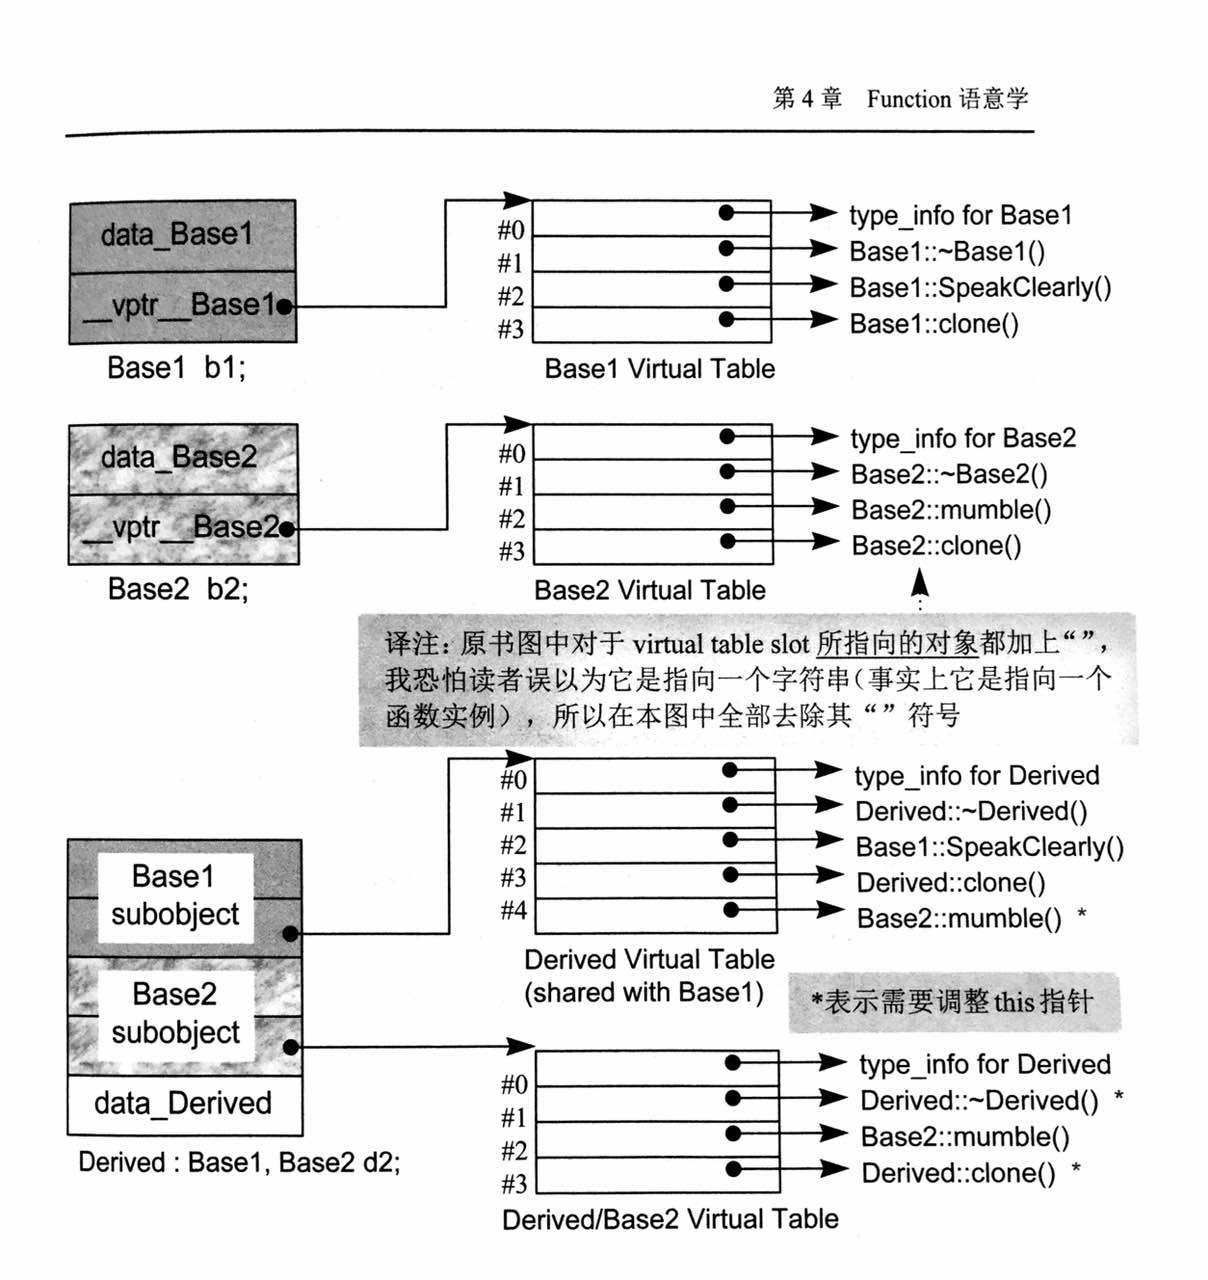 第 4 章 Function 语意学
data_Base1
__vptr__Base1
Base1 b1;
#0
#1
#2
#3
type_info for Base1
Base1::~Base1()
Base1::SpeakClearly()
Base1::clone()
Base1 Virtual Table
data_Base2
__vptr__Base2
Base2 b2;
#0
#1
#2
#3
type_info for Base2
Base2::~Base2()
Base2::mumble()
Base2::clone()
Base2 Virtual Table
译注：原书图中对于 virtual table slot 所指向的对象都加上“”，
我恐怕读者误以为它是指向一个字符串（事实上它是指向一个
函数实例），所以在本图中全部去除其“”符号
Base1
subobject
Base2
subobject
data_Derived
Derived : Base1, Base2 d2;
#0
#1
#2
#3
#4
type_info for Derived
Derived::~Derived()
Base1::SpeakClearly()
Derived::clone()
Base2::mumble() *
Derived Virtual Table
(shared with Base1)
*表示需要调整 this 指针
#0
#1
#2
#3
type_info for Derived
Derived::~Derived() *
Base2::mumble()
Derived::clone() *
Derived/Base2 Virtual Table